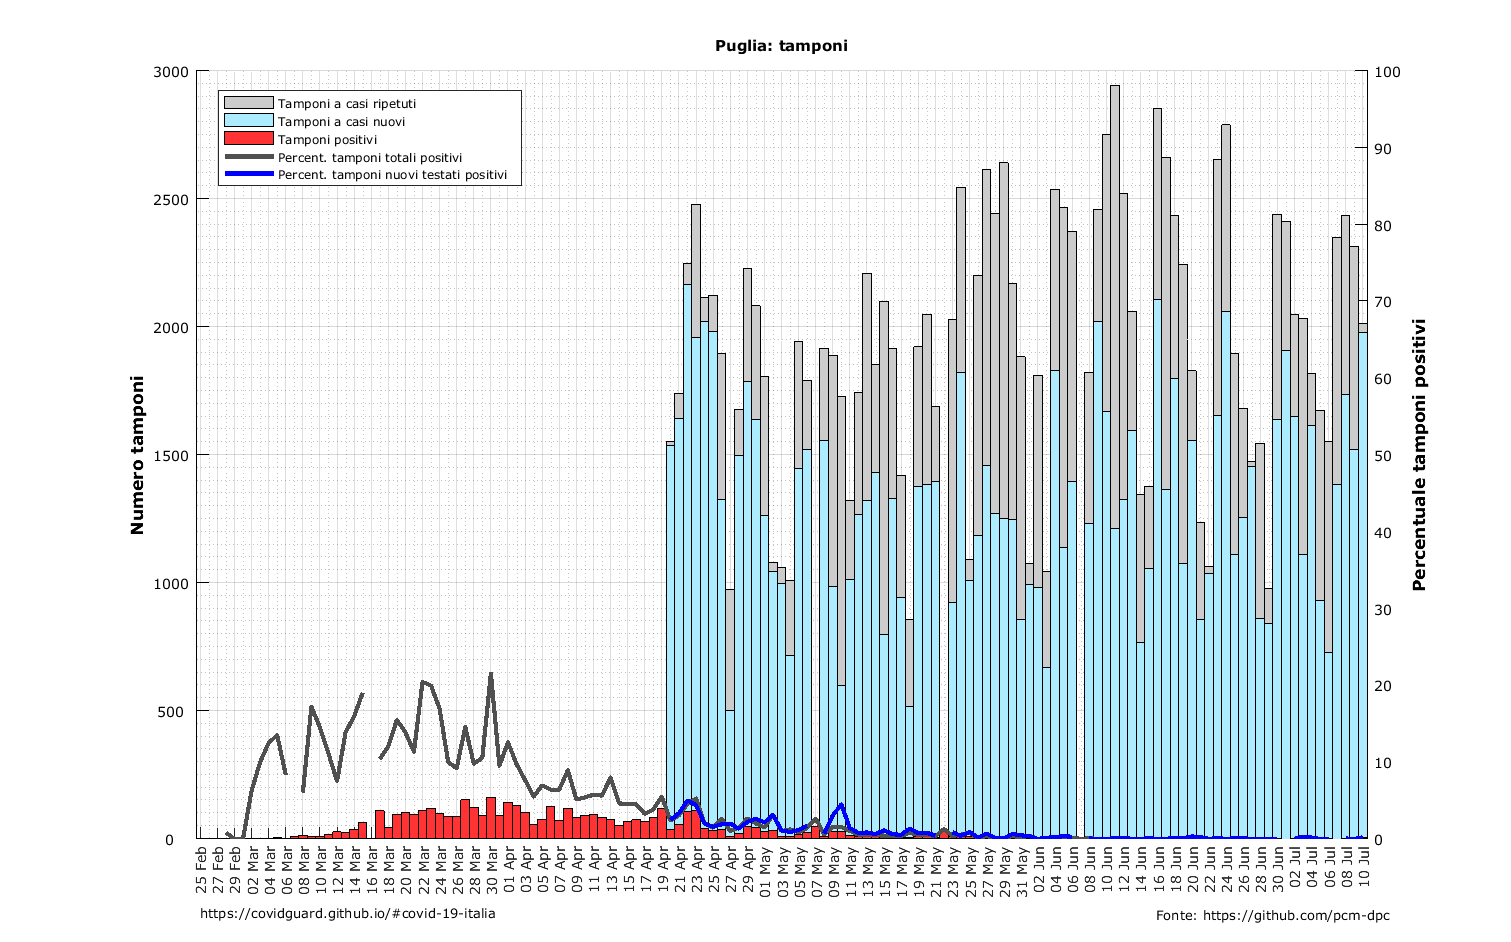 Puglia: tamponi
Tamponi a casi ripetuti
Tamponi a casi nuovi
Tamponi positivi
Percent. tamponi totali positivi
Percent. tamponi nuovi testati positivi
Numero tamponi
3000
2500
2000
1500
1000
500
0
Percentuale tamponi positivi
100
90
80
70
60
50
40
30
20
10
0
25 Feb
27 Feb
29 Feb
02 Mar
04 Mar
06 Mar
08 Mar
10 Mar
12 Mar
14 Mar
16 Mar
18 Mar
20 Mar
22 Mar
24 Mar
26 Mar
28 Mar
30 Mar
01 Apr
03 Apr
05 Apr
07 Apr
09 Apr
11 Apr
13 Apr
15 Apr
17 Apr
19 Apr
21 Apr
23 Apr
25 Apr
27 Apr
29 Apr
01 May
03 May
05 May
07 May
09 May
11 May
13 May
15 May
17 May
19 May
21 May
23 May
25 May
27 May
29 May
31 May
02 Jun
04 Jun
06 Jun
08 Jun
10 Jun
12 Jun
14 Jun
16 Jun
18 Jun
20 Jun
22 Jun
24 Jun
26 Jun
28 Jun
30 Jun
02 Jul
04 Jul
06 Jul
08 Jul
10 Jul
https://covidguard.github.io/#covid-19-italia
Fonte: https://github.com/pcm-dpc